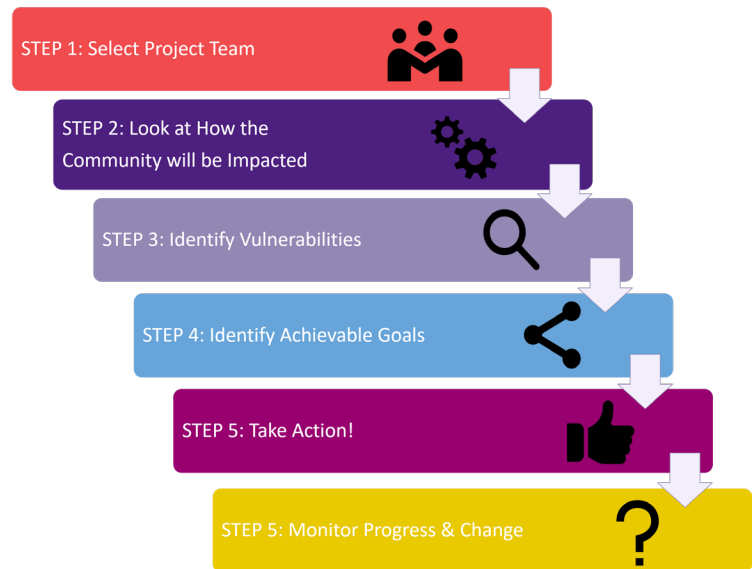 STEP 1: Select Project Team
STEP 2: Look at How the
Community will be Impacted
STEP 3: Identify Vulnerabilities
STEP 4: Identify Achievable Goals
STEP 5: Take Action!
STEP 5: Monitor Progress & Change